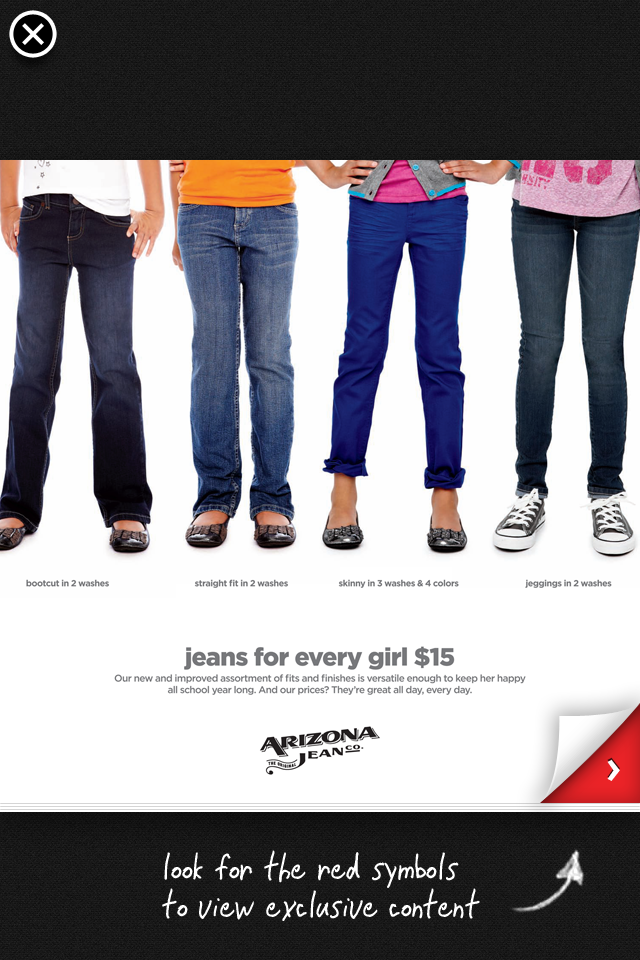 RSITY
bootcut in 2 washes
straight fit in 2 washes
skinny in 3 washes & 4 colors
jeggings in 2 washes
jeans for every girl $15
Our new and improved assortment of fits and finishes is versatile enough to keep her happy
all school year long. And our prices? They're great all day, every day.
ARIZONA
THE ORIGINAL JEAN CO.
look for the red symbols
to view exclusive content